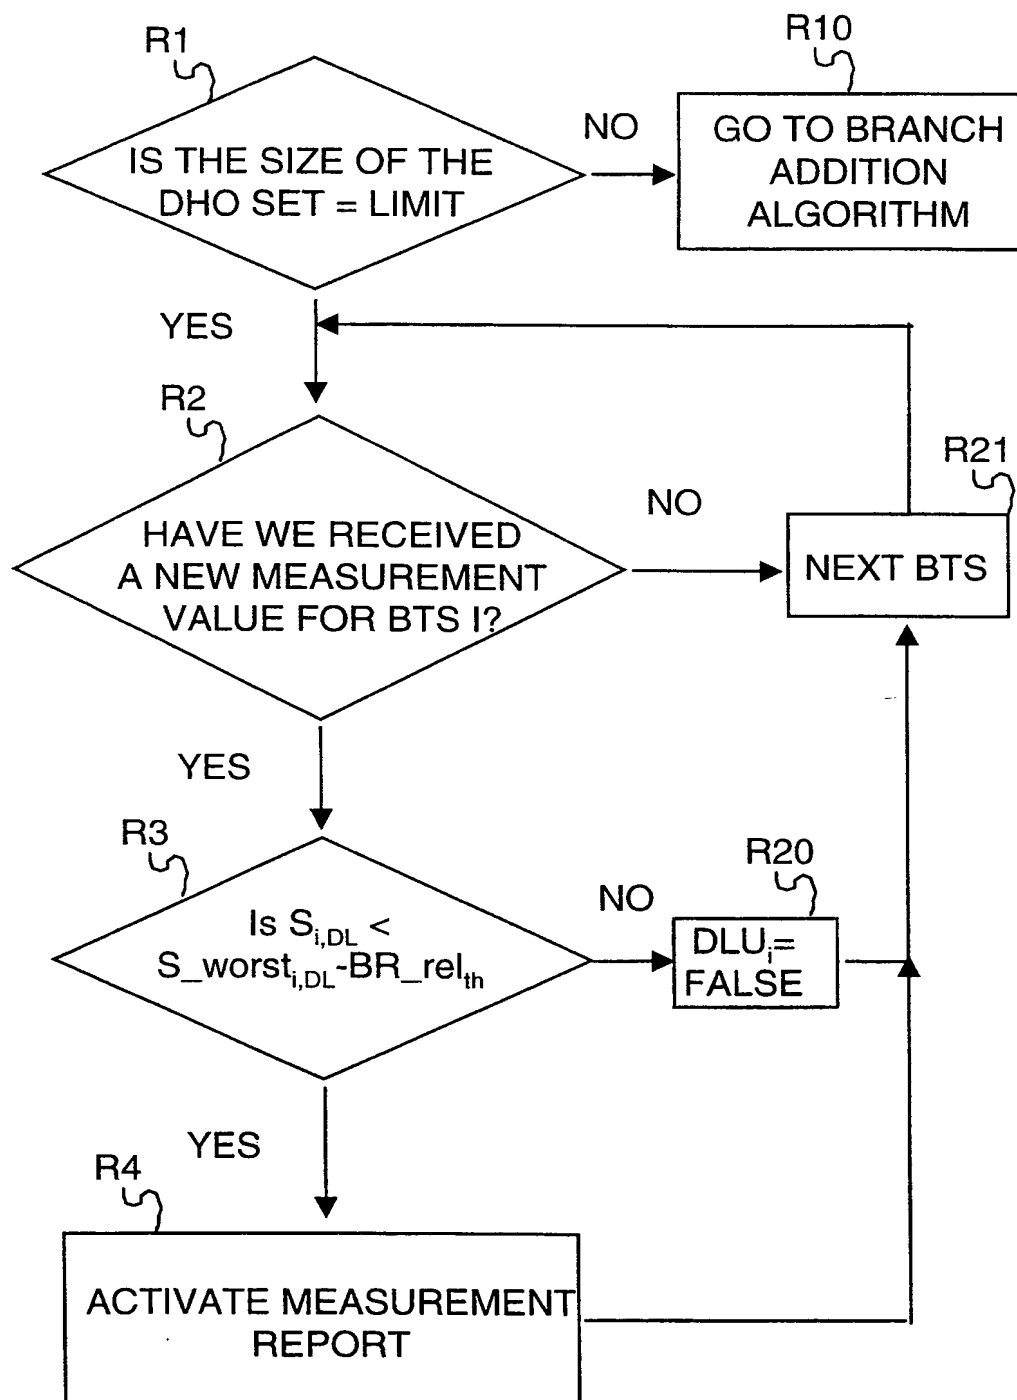 R1
R10
IS THE SIZE OF THE
DHO SET = LIMIT
NO
GO TO BRANCH
ADDITION
ALGORITHM
YES
R2
R21
HAVE WE RECEIVED
A NEW MEASUREMENT
VALUE FOR BTS I?
NO
NEXT BTS
YES
R3
R20
Is S_{i,DL} <
S_worst_{i,DL}-BR_rel_{th}
NO
DLU_i=
FALSE
YES
R4
ACTIVATE MEASUREMENT
REPORT